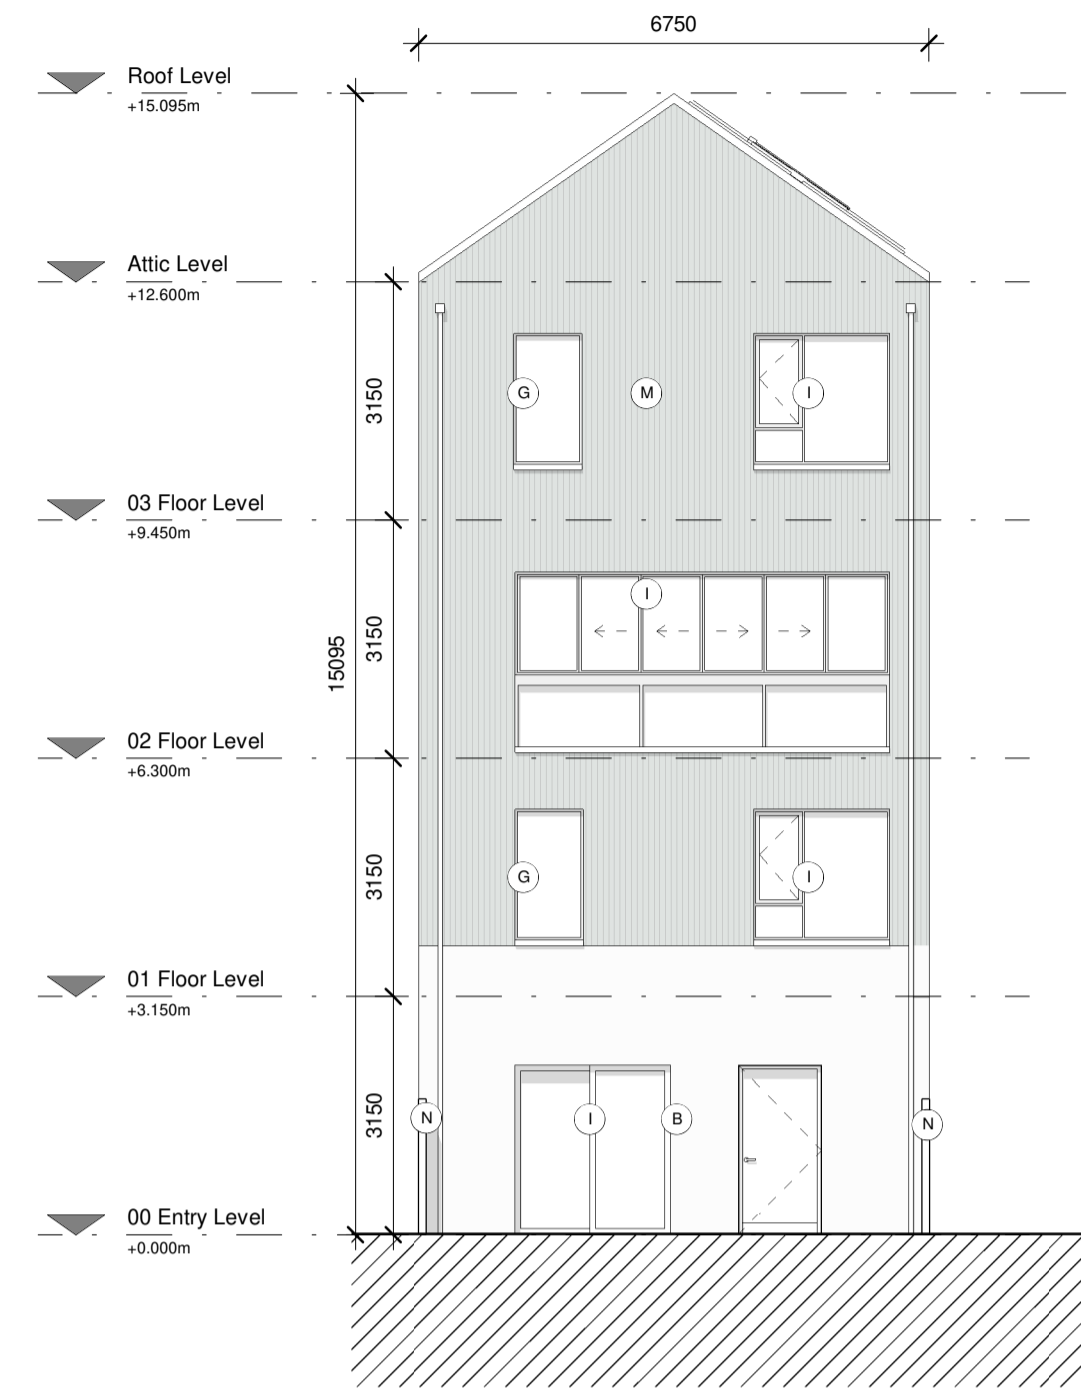 6750
Roof Level
+15.095m
Attic Level
+12.600m
3150
G
M
I
03 Floor Level
+9.450m
I
3150
15095
02 Floor Level
+6.300m
3150
G
I
01 Floor Level
+3.150m
3150
N
I
B
N
00 Entry Level
+0.000m